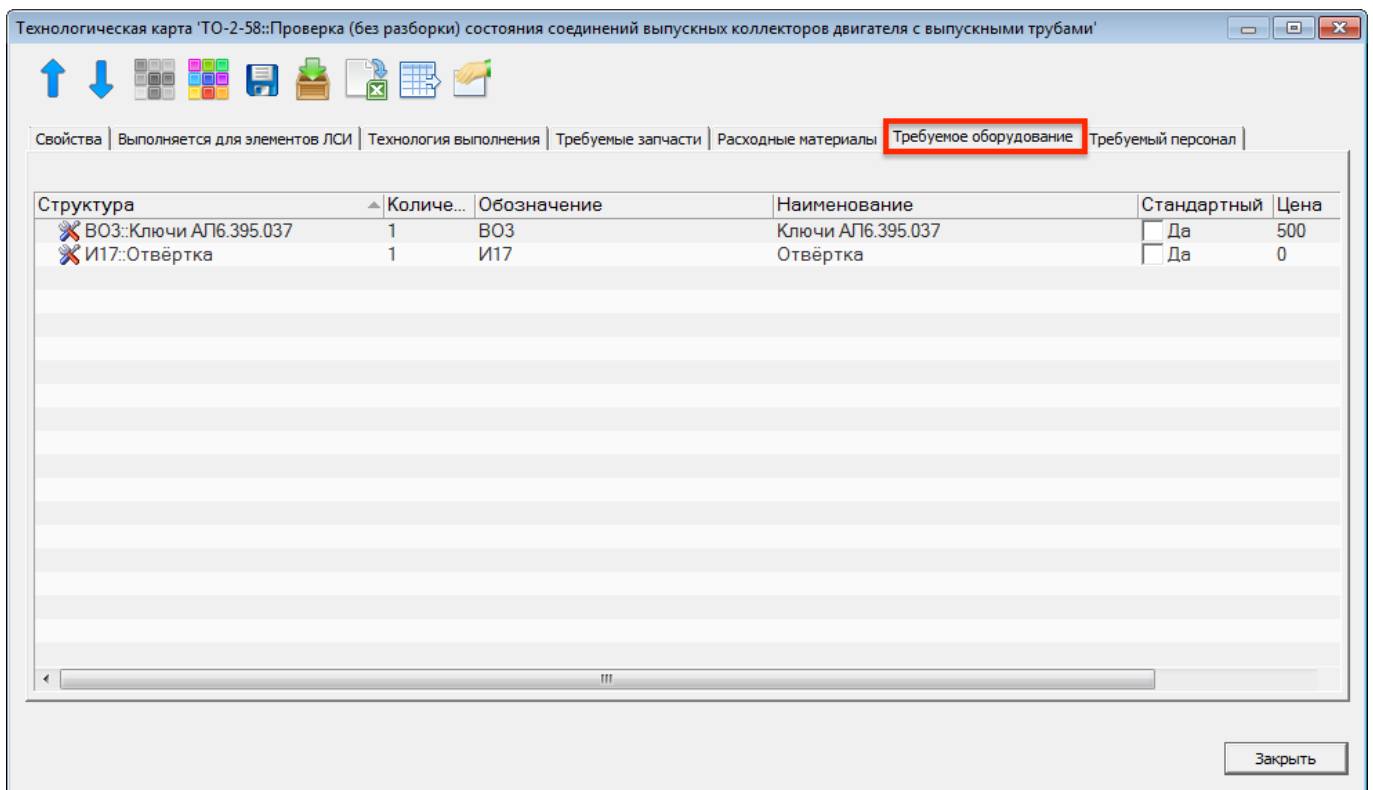 Технологическая карта 'ТО-2-58::Проверка (без разборки) состояния соединений выпускных коллекторов двигателя с выпускными трубами'
Свойства Выполняется для элементов ЛСИ Технология выполнения Требуемые запчасти Расходные материалы Требуемое оборудование Требуемый персонал
Структура Количе... Обозначение Наименование Стандартный Цена
ВО3::Ключи АП6.395.037 1 ВО3 Ключи АП6.395.037 Да 500
И17::Отвёртка 1 И17 Отвёртка Да 0
Закрыть